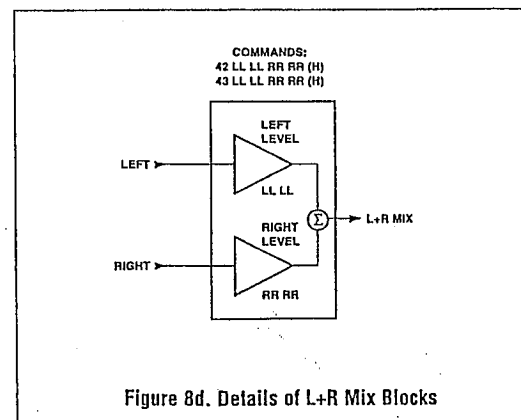 COMMANDS:
42 LL LL RR RR (H)
43 LL LL RR RR (H)
LEFT
LEVEL
LEFT
LL LL
Σ
L+R MIX
RIGHT
LEVEL
RIGHT
RR RR
Figure 8d. Details of L+R Mix Blocks